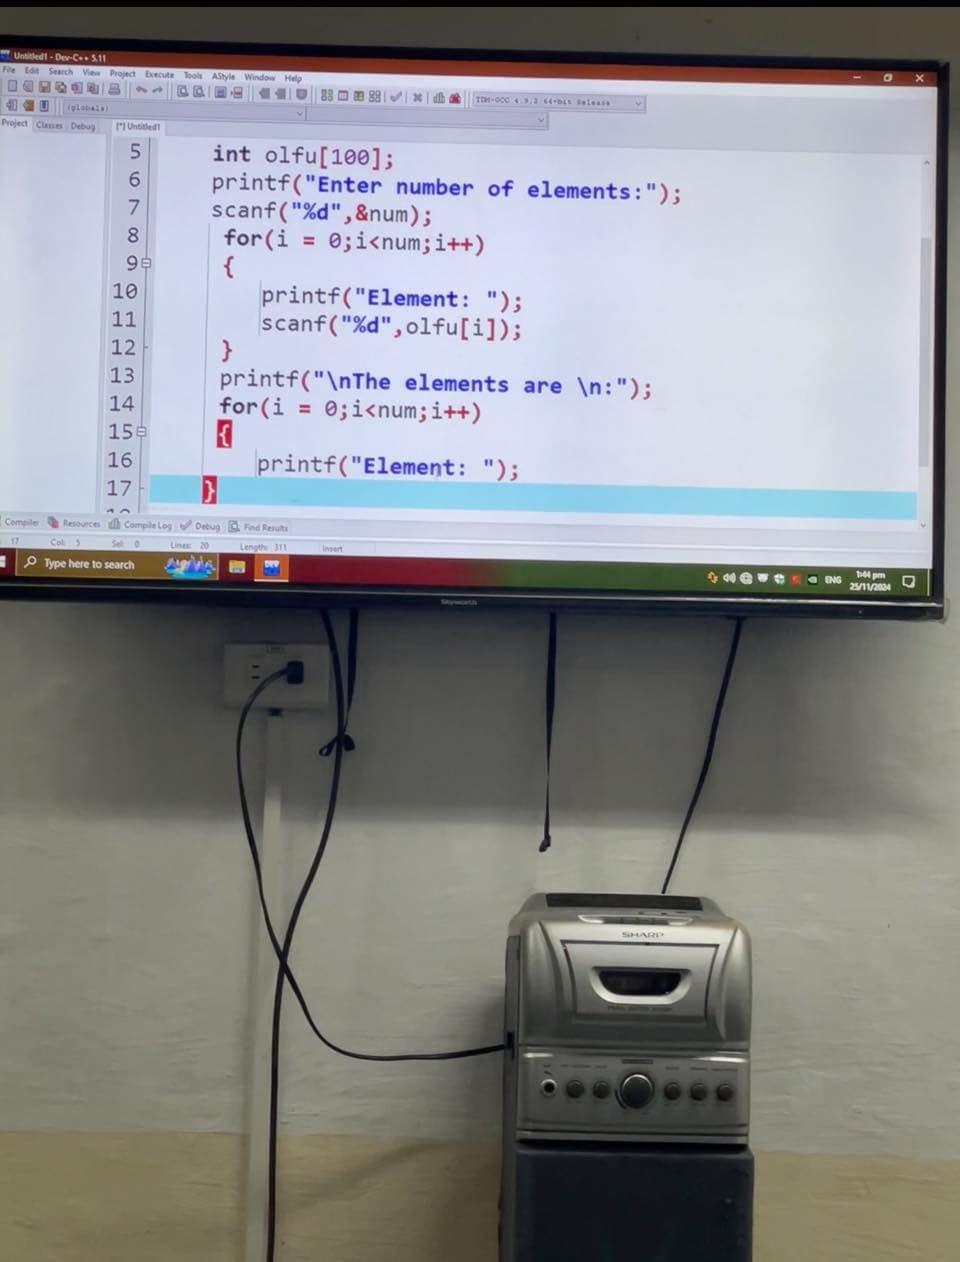 Untitled1 - Dev-C++ 5.11
File Edit Search View Project Execute Tools AStyle Window Help
TDM-GCC 4.9.2 64-bit Release
(globals)
Project Classes Debug
[*] Untitled1
5 int olfu[100];
6 printf("Enter number of elements:");
7 scanf("%d",&num);
8 for(i = 0;i<num;i++)
9 {
10 printf("Element: ");
11 scanf("%d",olfu[i]);
12 }
13 printf("\nThe elements are \n:");
14 for(i = 0;i<num;i++)
15 {
16 printf("Element: ");
17 }
Compiler Resources Compile Log Debug Find Results
17 Col: 5 Sel: 0 Lines: 20 Length: 311 Insert
Type here to search
DEV
ENG
1:44 pm
25/11/2024
Skyworth
SHARP